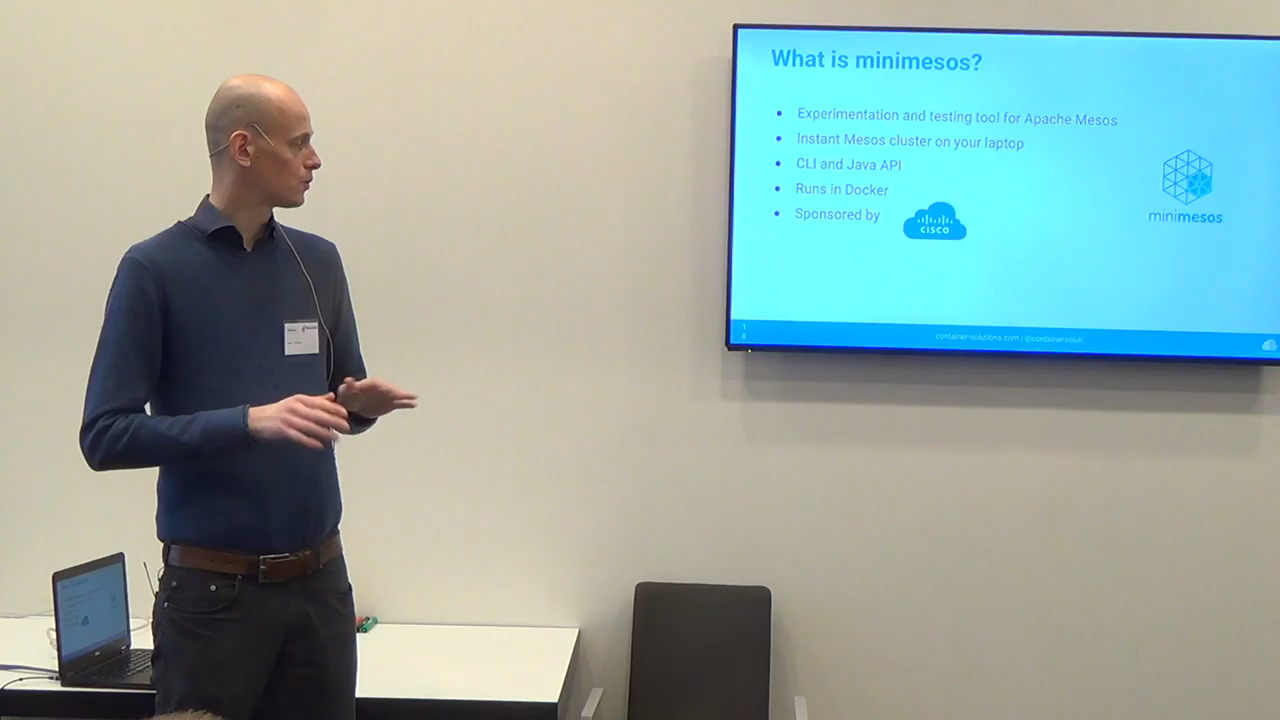 What is minimesos?
Experimentation and testing tool for Apache Mesos
Instant Mesos cluster on your laptop
CLI and Java API
Runs in Docker
Sponsored by
CISCO
minimesos
container-solutions.com | @containersoluti